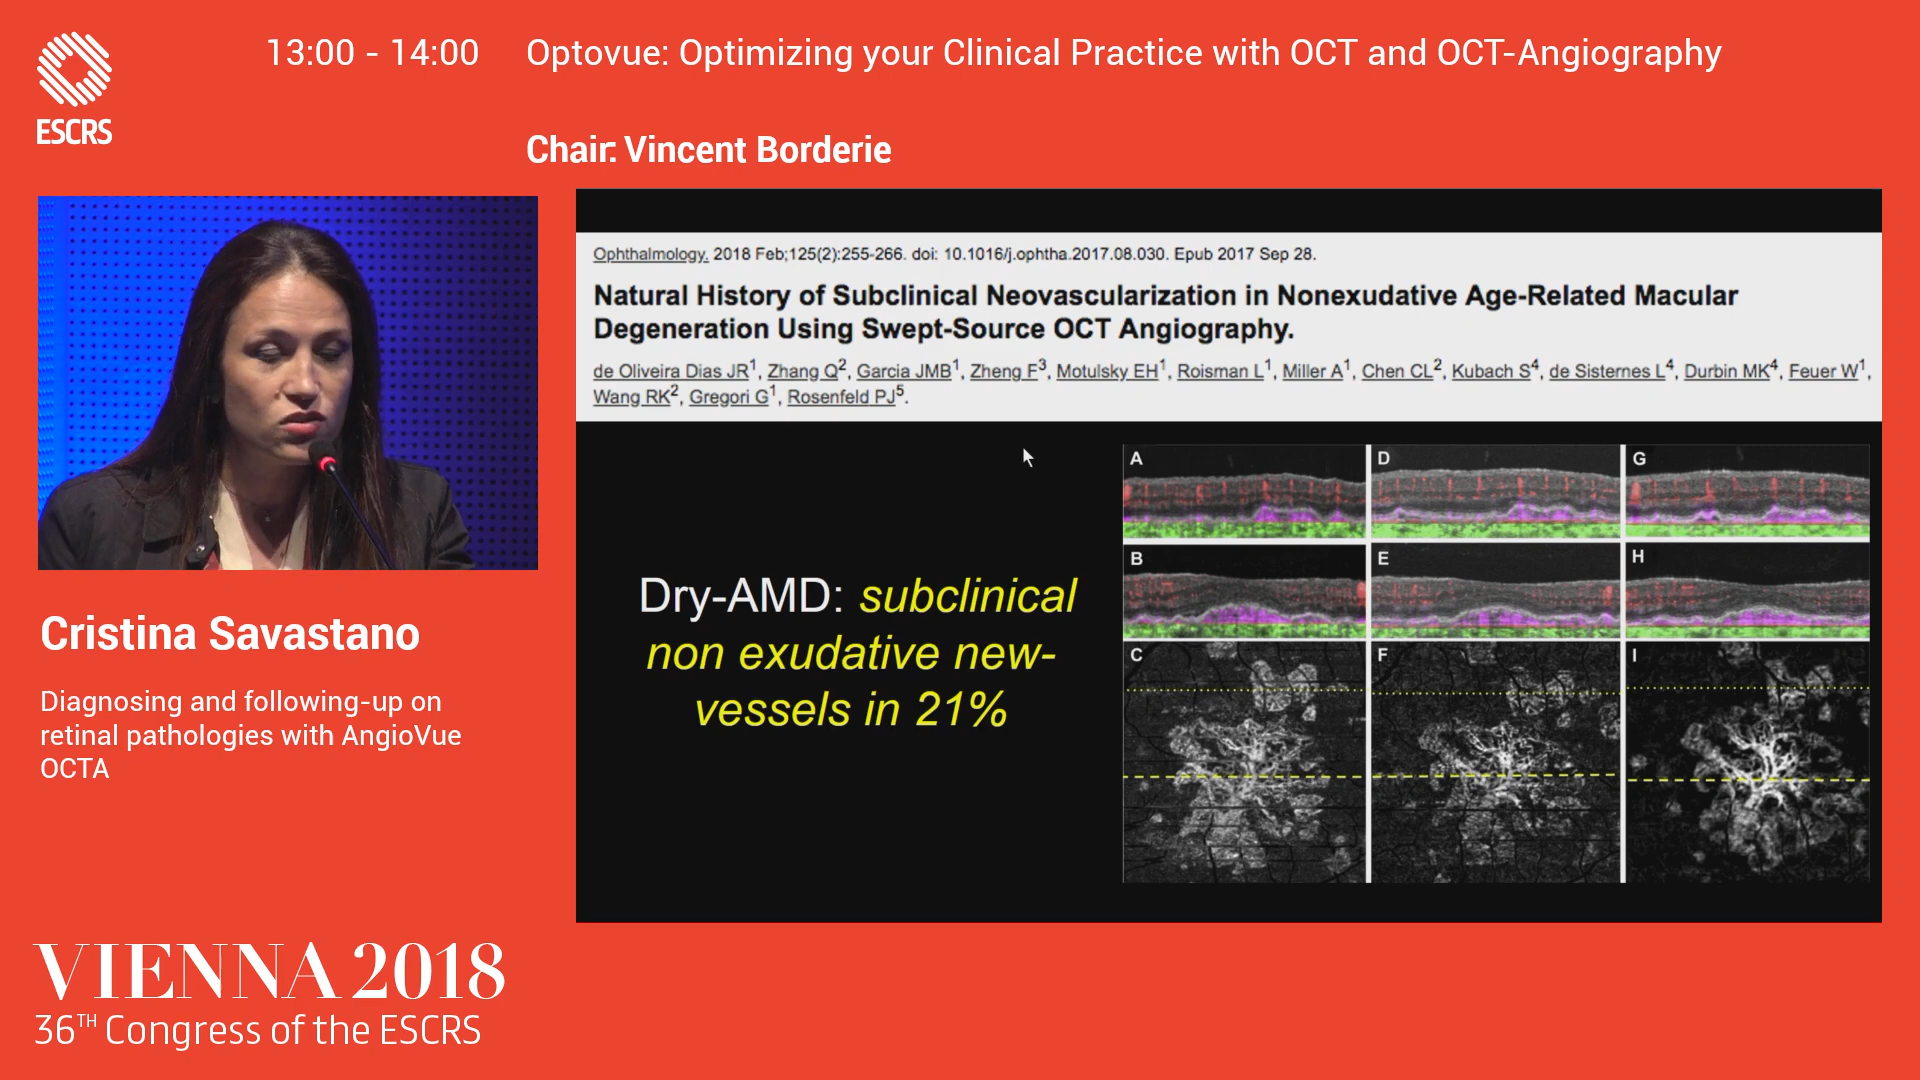 ESCRS
13:00 - 14:00 Optovue: Optimizing your Clinical Practice with OCT and OCT-Angiography
Chair: Vincent Borderie
Ophthalmology. 2018 Feb;125(2):255-266. doi: 10.1016/j.ophtha.2017.08.030. Epub 2017 Sep 28.
Natural History of Subclinical Neovascularization in Nonexudative Age-Related Macular
Degeneration Using Swept-Source OCT Angiography.
de Oliveira Dias JR1, Zhang Q2, Garcia JMB1, Zheng F3, Motulsky EH1, Roisman L1, Miller A1, Chen CL2, Kubach S4, de Sisternes L4, Durbin MK4, Feuer W1,
Wang RK2, Gregori G1, Rosenfeld PJ5.
Dry-AMD: subclinical
non exudative new-
vessels in 21%
A D G
B E H
C F I
Cristina Savastano
Diagnosing and following-up on
retinal pathologies with AngioVue
OCTA
VIENNA 2018
36TH Congress of the ESCRS